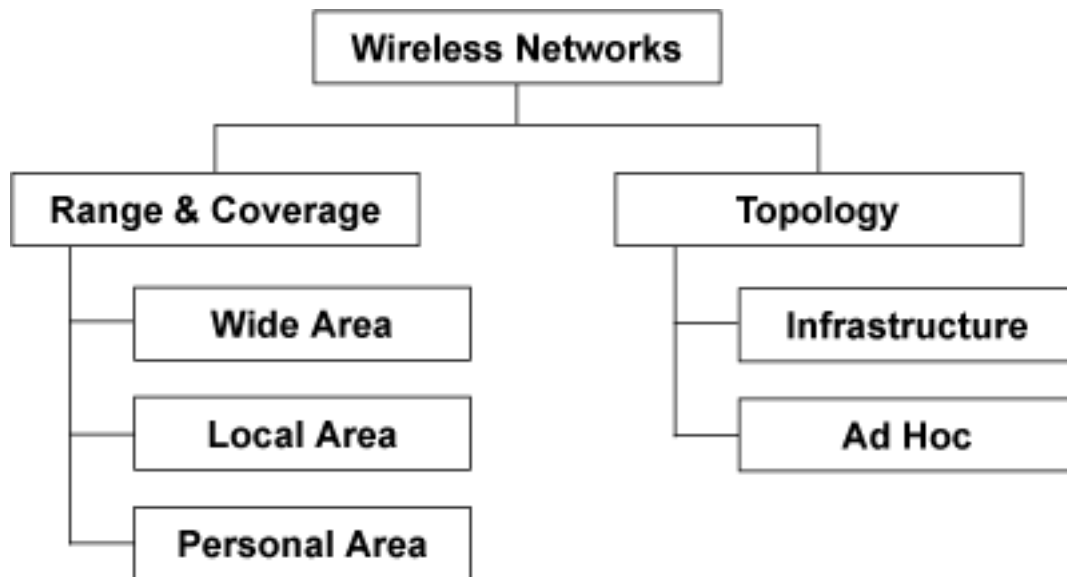 Wireless Networks
Range & Coverage
Wide Area
Local Area
Personal Area
Topology
Infrastructure
Ad Hoc